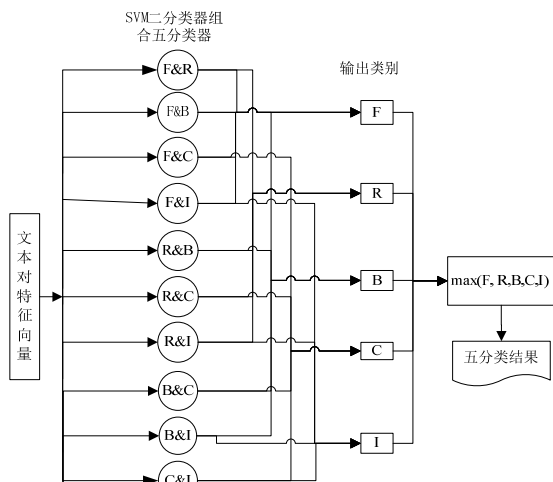 SVM二分类器组
合五分类器
输出类别
F&R
F&B
F&C
F&I
R&B
R&C
R&I
B&C
B&I
C&I
文本对特征向量
F
R
B
C
I
max(F, R,B,C,I)
五分类结果